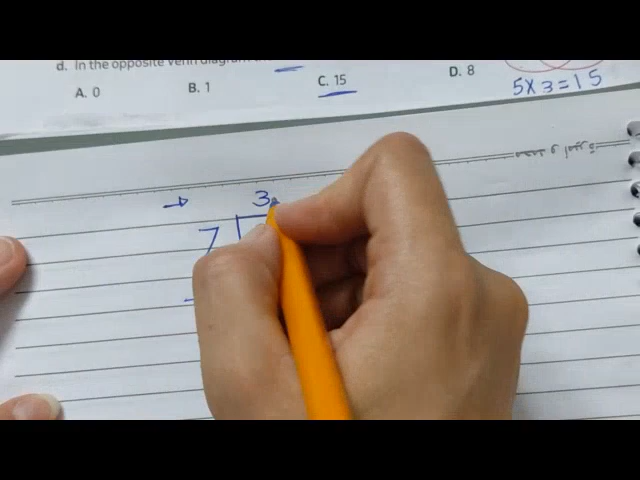 d. In the opposite Venn diagram
A. 0 B. 1 C. 15 D. 8
5x3=15
→ 3
7